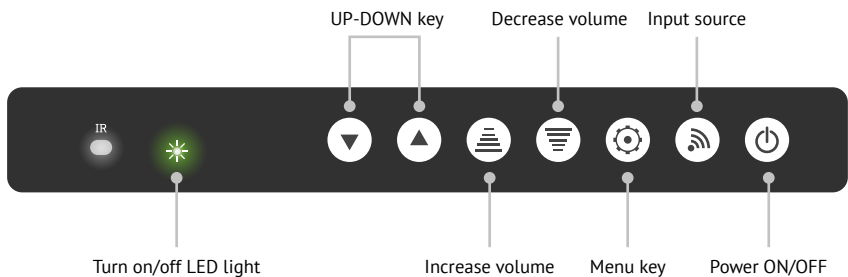 UP-DOWN key
Decrease volume
Input source
IR
Turn on/off LED light
Increase volume
Menu key
Power ON/OFF